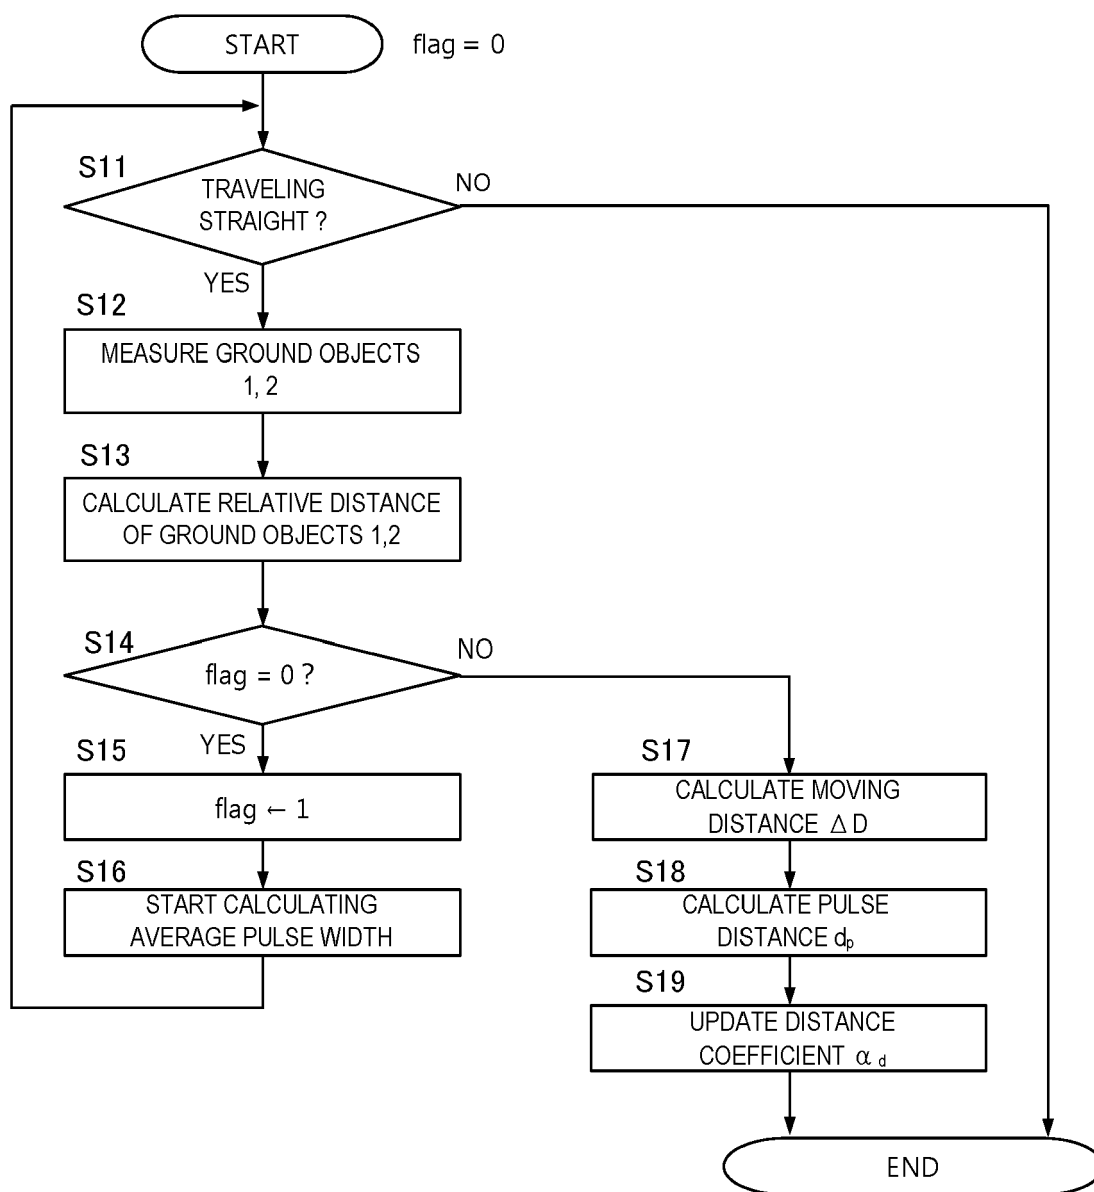 START
flag = 0
S11
TRAVELING
STRAIGHT ?
NO
YES
S12
MEASURE GROUND OBJECTS
1, 2
S13
CALCULATE RELATIVE DISTANCE
OF GROUND OBJECTS 1,2
S14
flag = 0 ?
NO
YES
S15
flag ← 1
S16
START CALCULATING
AVERAGE PULSE WIDTH
S17
CALCULATE MOVING
DISTANCE Δ D
S18
CALCULATE PULSE
DISTANCE dp
S19
UPDATE DISTANCE
COEFFICIENT α d
END